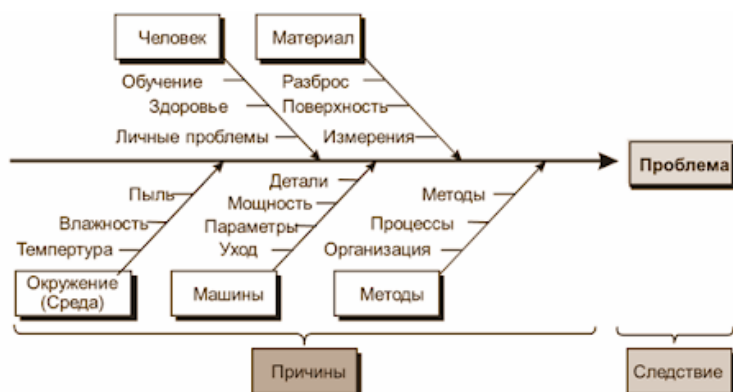 Человек
Материал
Обучение
Здоровье
Личные проблемы
Разброс
Поверхность
Измерения
Проблема
Пыль
Влажность
Темпертура
Детали
Мощность
Параметры
Уход
Методы
Процессы
Организация
Окружение
(Среда)
Машины
Методы
Причины
Следствие